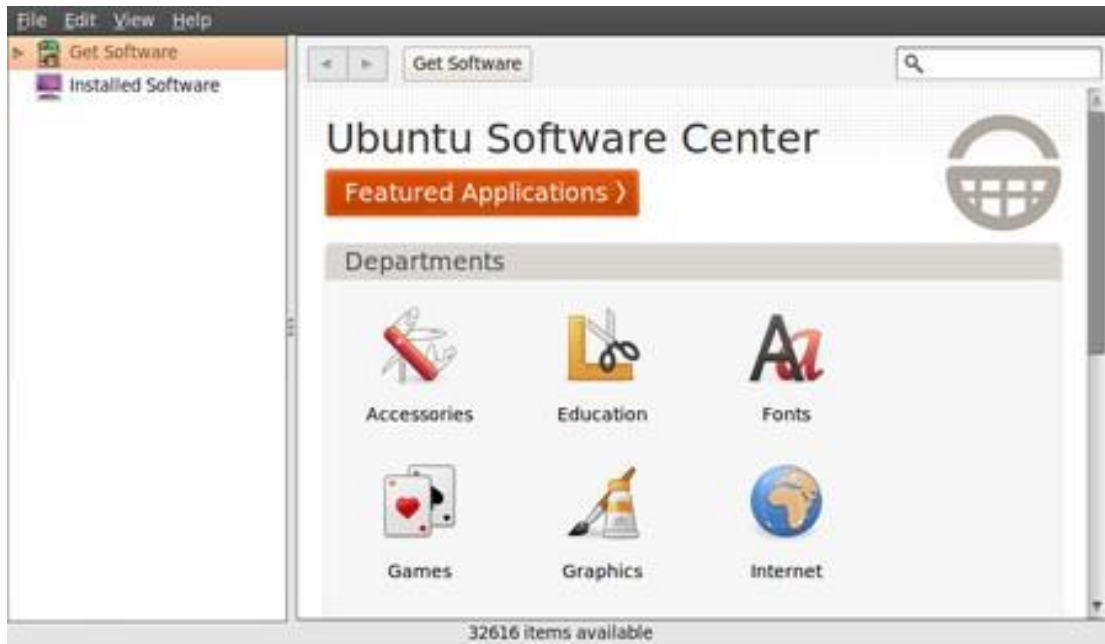 File Edit View Help
Get Software
Installed Software
Get Software
Ubuntu Software Center
Featured Applications >
Departments
Accessories Education Fonts
Games Graphics Internet
32616 items available